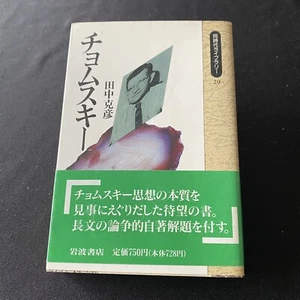 同時代ライブラリー
29
チョムスキー
田中克彦
チョムスキー思想の本質を
見事にえぐりだした待望の書。
長文の論争的自著解題を付す。
岩波書店 定価750円(本体728円)